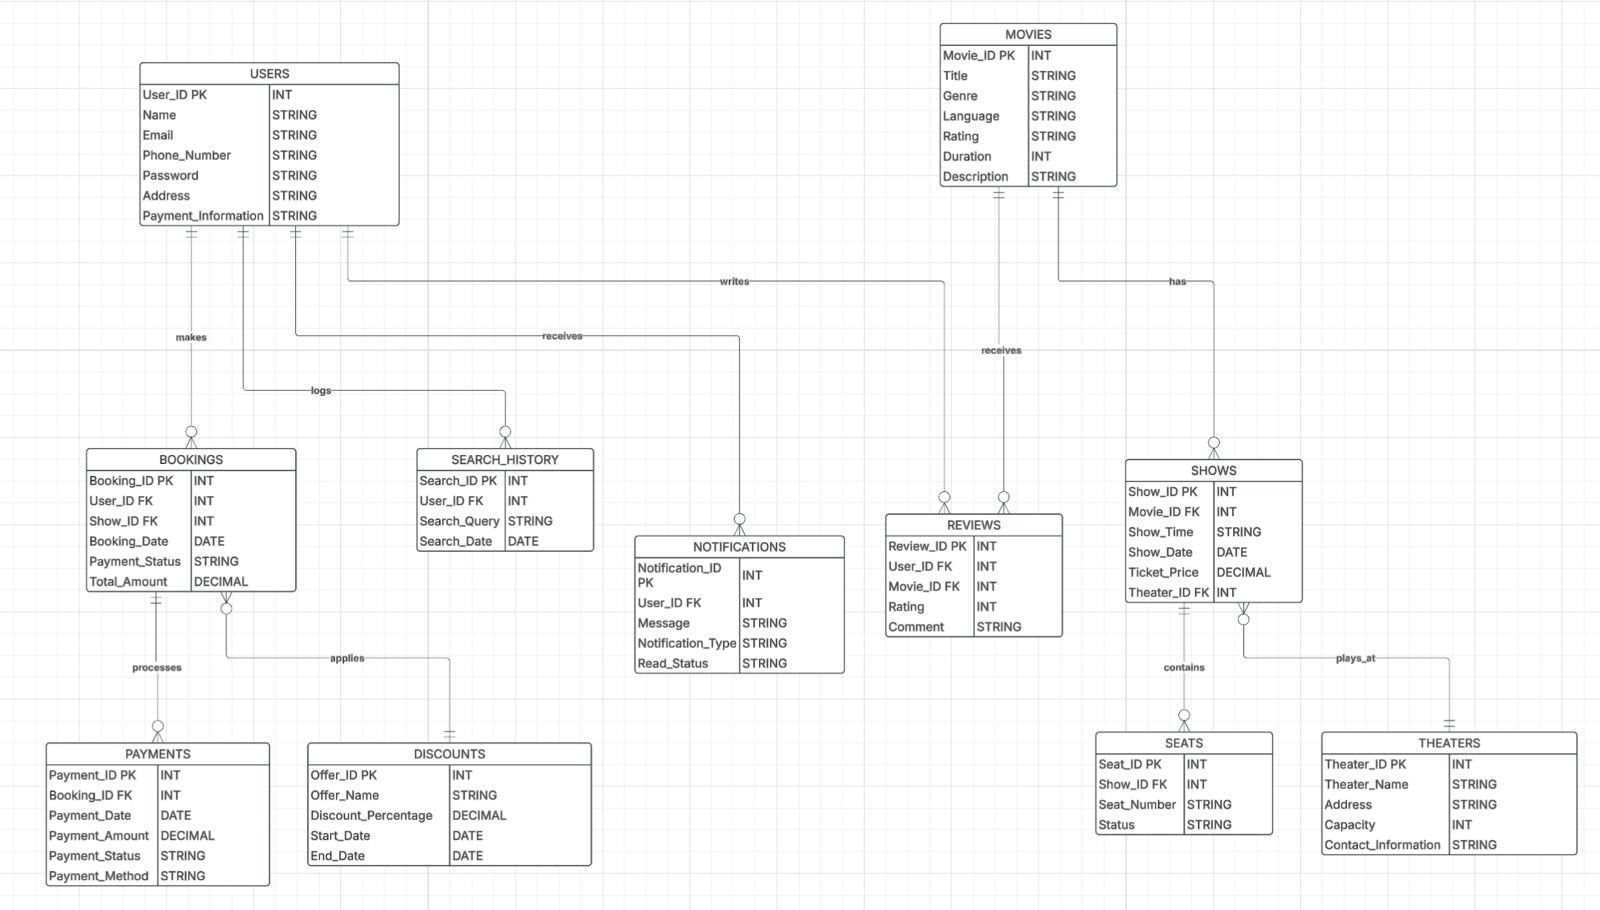 MOVIES
Movie_ID PK INT
Title STRING
Genre STRING
Language STRING
Rating STRING
Duration INT
Description STRING
USERS
User_ID PK INT
Name STRING
Email STRING
Phone_Number STRING
Password STRING
Address STRING
Payment_Information STRING
writes
has
makes
receives
receives
logs
BOOKINGS
Booking_ID PK INT
User_ID FK INT
Show_ID FK INT
Booking_Date DATE
Payment_Status STRING
Total_Amount DECIMAL
SEARCH_HISTORY
Search_ID PK INT
User_ID FK INT
Search_Query STRING
Search_Date DATE
NOTIFICATIONS
Notification_ID
PK INT
User_ID FK INT
Message STRING
Notification_Type STRING
Read_Status STRING
REVIEWS
Review_ID PK INT
User_ID FK INT
Movie_ID FK INT
Rating INT
Comment STRING
SHOWS
Show_ID PK INT
Movie_ID FK INT
Show_Time STRING
Show_Date DATE
Ticket_Price DECIMAL
Theater_ID FK INT
processes
applies
contains
plays_at
PAYMENTS
Payment_ID PK INT
Booking_ID FK INT
Payment_Date DATE
Payment_Amount DECIMAL
Payment_Status STRING
Payment_Method STRING
DISCOUNTS
Offer_ID PK INT
Offer_Name STRING
Discount_Percentage DECIMAL
Start_Date DATE
End_Date DATE
SEATS
Seat_ID PK INT
Show_ID FK INT
Seat_Number STRING
Status STRING
THEATERS
Theater_ID PK INT
Theater_Name STRING
Address STRING
Capacity INT
Contact_Information STRING